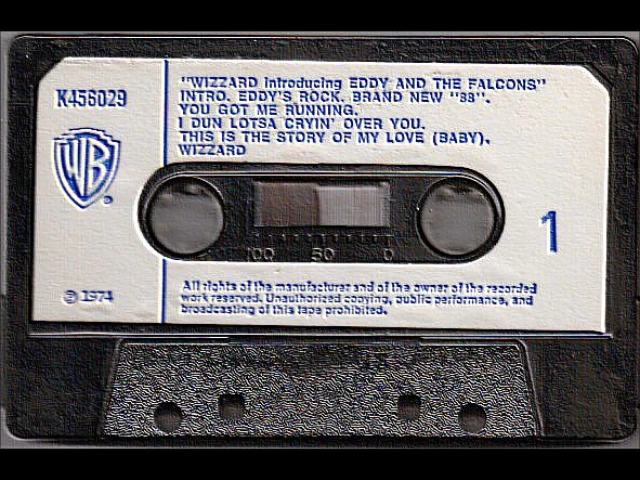 K456029
"WIZZARD introducing EDDY AND THE FALCONS"
INTRO. EDDY'S ROCK. BRAND NEW "88".
YOU GOT ME RUNNING.
I DUN LOTSA CRYIN' OVER YOU.
THIS IS THE STORY OF MY LOVE (BABY).
WIZZARD
WB
100 50 0
1
℗ 1974
All rights of the manufacturer and of the owner of the recorded
work reserved. Unauthorized copying, public performance, and
broadcasting of this tape prohibited.